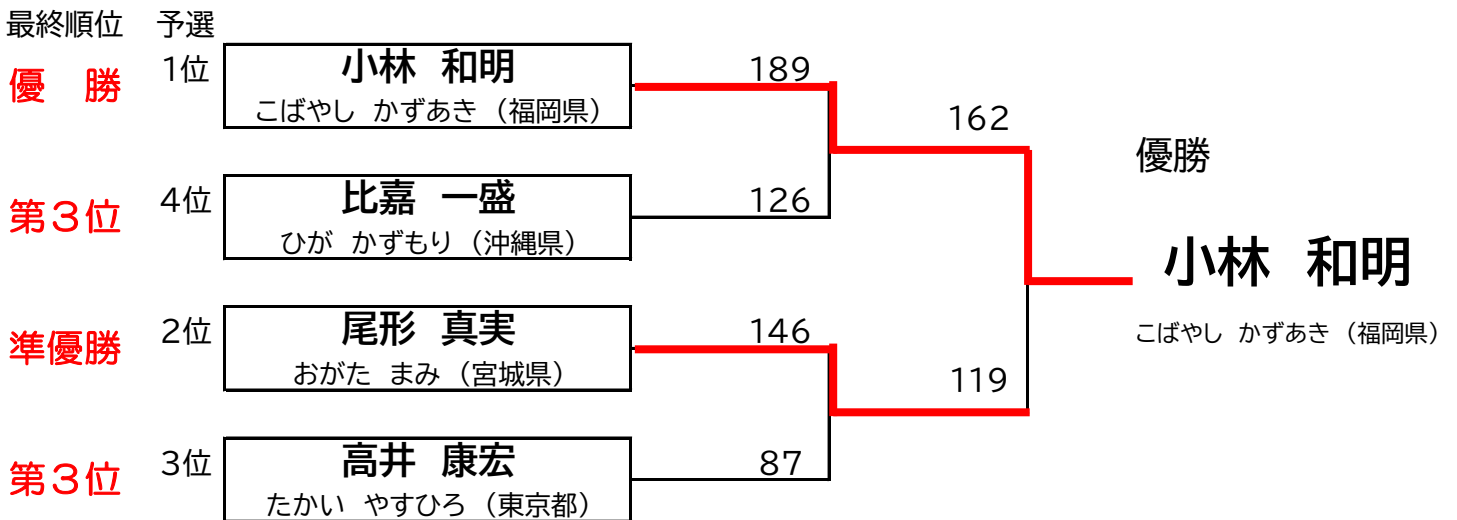 最終順位 予選
優 勝 1位 小林 和明 189
こばやし かずあき (福岡県)
162
優勝
第3位 4位 比嘉 一盛 126
ひが かずもり (沖縄県)
小林 和明
こばやし かずあき (福岡県)
準優勝 2位 尾形 真実 146
おがた まみ (宮城県)
119
第3位 3位 高井 康宏 87
たかい やすひろ (東京都)